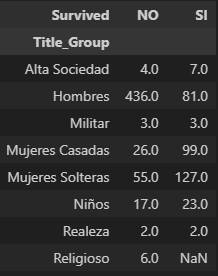 Survived NO SI
Title_Group
Alta Sociedad 4.0 7.0
Hombres 436.0 81.0
Militar 3.0 3.0
Mujeres Casadas 26.0 99.0
Mujeres Solteras 55.0 127.0
Niños 17.0 23.0
Realeza 2.0 2.0
Religioso 6.0 NaN